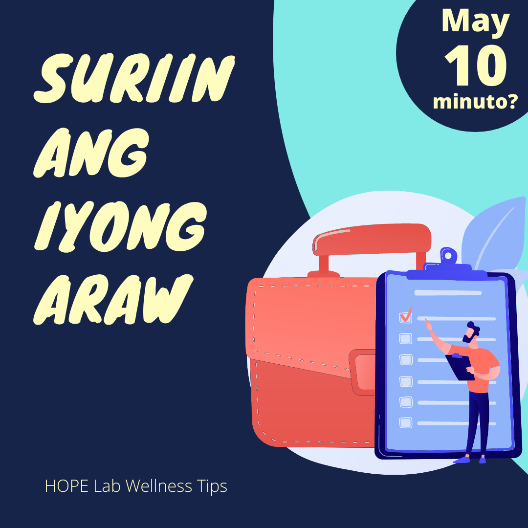 May
10
minuto?
SURIIN
ANG
IYONG
ARAW
HOPE Lab Wellness Tips